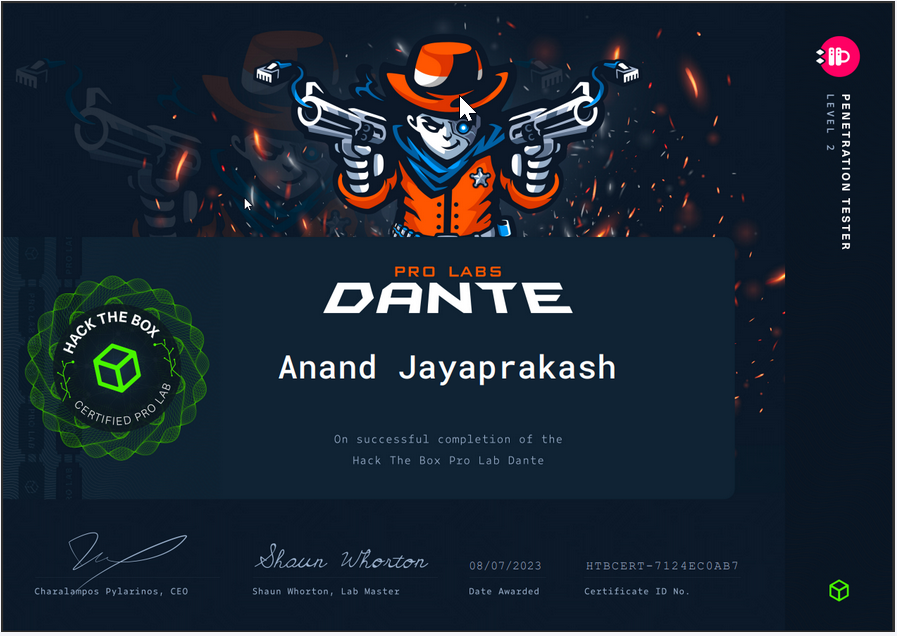 PENETRATION TESTER
LEVEL 2
PRO LABS
DANTE
Anand Jayaprakash
HACK THE BOX
CERTIFIED PRO LAB
On successful completion of the
Hack The Box Pro Lab Dante
Shaun Whorton
08/07/2023
HTBCERT-7124EC0AB7
Charalampos Pylarinos, CEO
Shaun Whorton, Lab Master
Date Awarded
Certificate ID No.